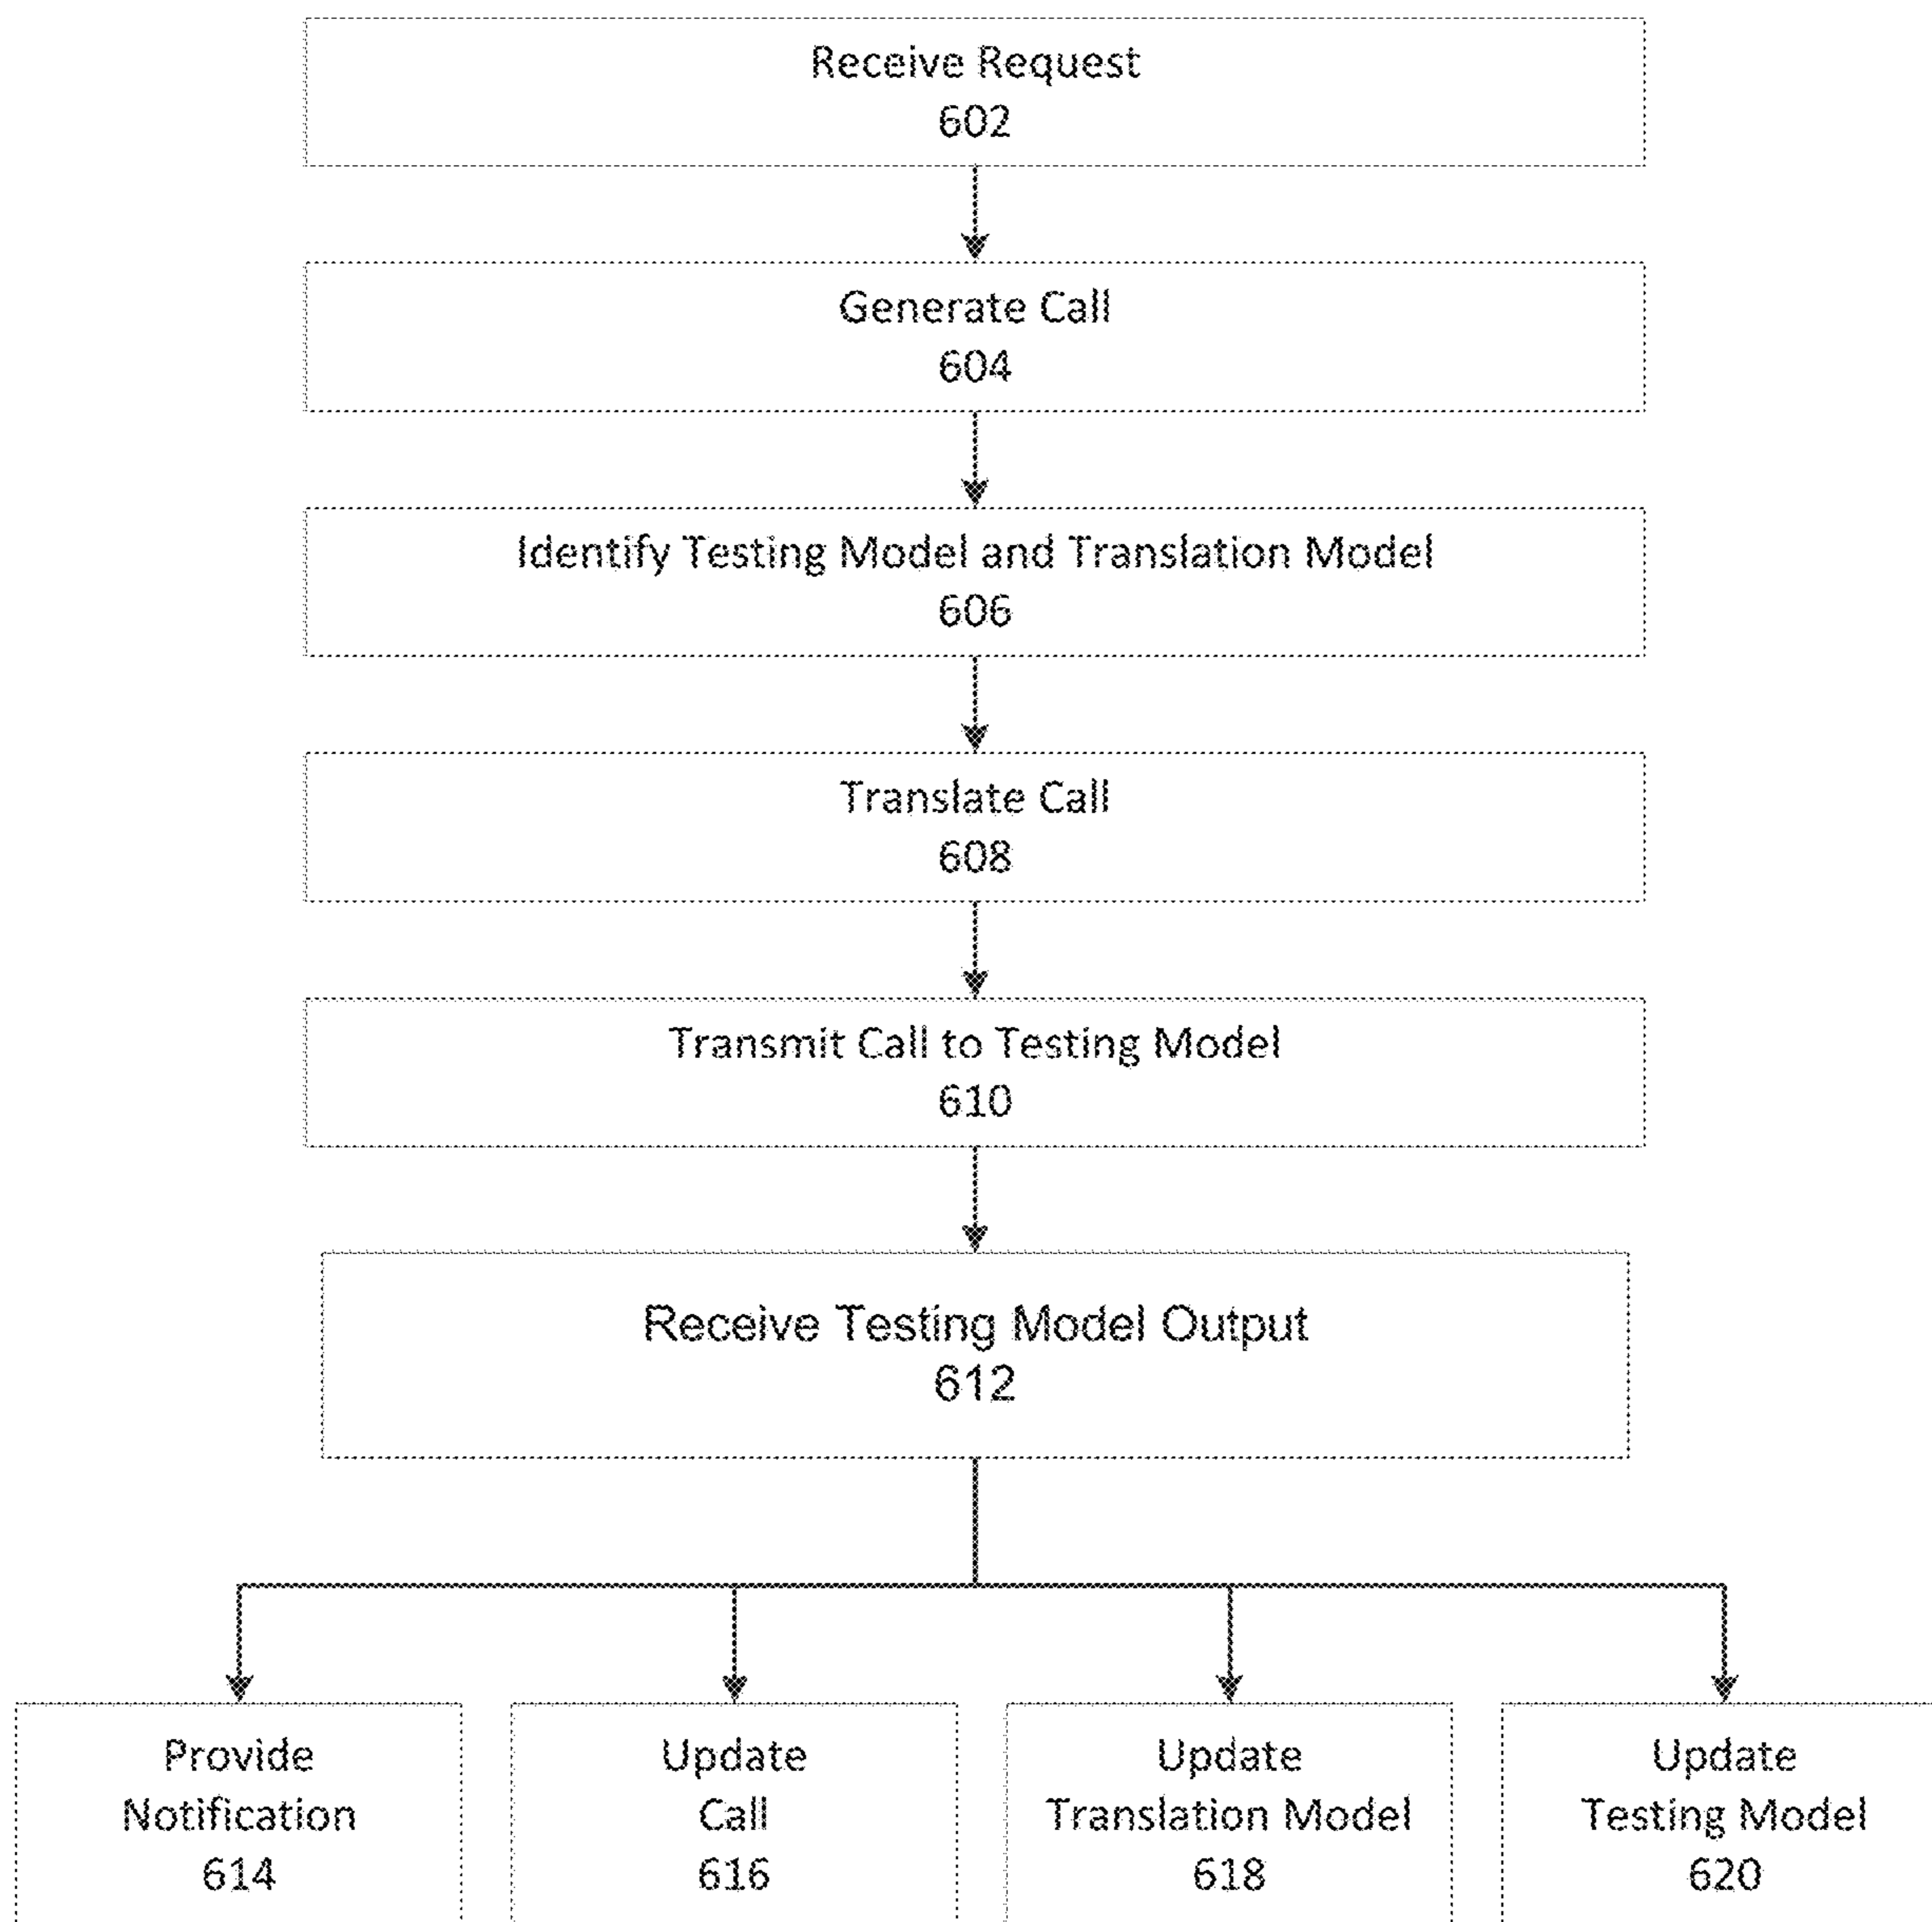 Receive Request
602
Generate Call
604
Identify Testing Model and Translation Model
606
Translate Call
608
Transmit Call to Testing Model
610
Receive Testing Model Output
612
Provide
Notification
614
Update
Call
616
Update
Translation Model
618
Update
Testing Model
620